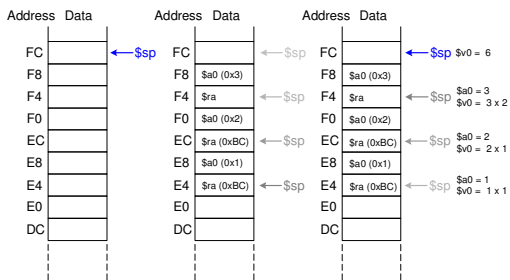 Address Data
FC $sp
F8
F4
F0
EC
E8
E4
E0
DC
Address Data
FC $sp
F8 $a0 (0x3)
F4 $ra $sp
F0 $a0 (0x2)
EC $ra (0xBC) $sp
E8 $a0 (0x1)
E4 $ra (0xBC) $sp
E0
DC
Address Data
FC $sp $v0 = 6
F8 $a0 (0x3)
F4 $ra $sp $a0 = 3
$v0 = 3 x 2
F0 $a0 (0x2)
EC $ra (0xBC) $sp $a0 = 2
$v0 = 2 x 1
E8 $a0 (0x1)
E4 $ra (0xBC) $sp $a0 = 1
$v0 = 1 x 1
E0
DC